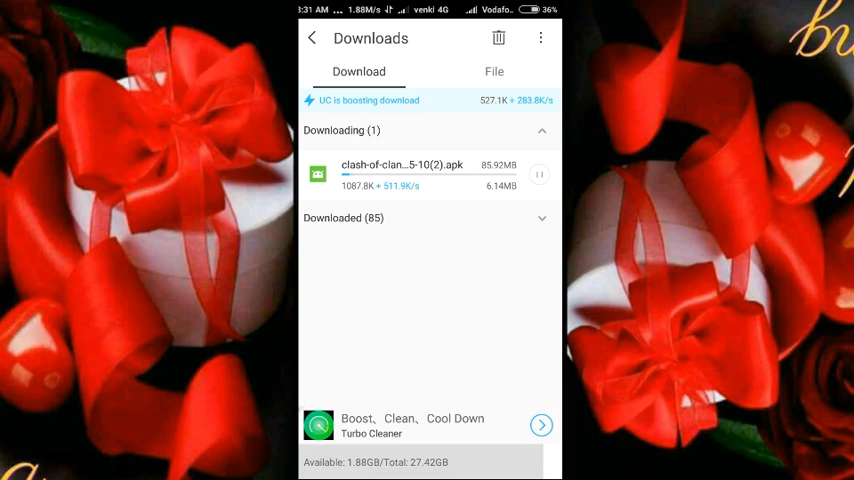 :31 AM ... 1.88M/s venki 4G Vodafo.. 36%
Downloads
Download File
UC is boosting download 527.1K + 283.8K/s
Downloading (1)
clash-of-clan...5-10(2).apk 85.92MB
1087.8K + 511.9K/s 6.14MB
Downloaded (85)
Boost、Clean、Cool Down
Turbo Cleaner
Available: 1.88GB/Total: 27.42GB